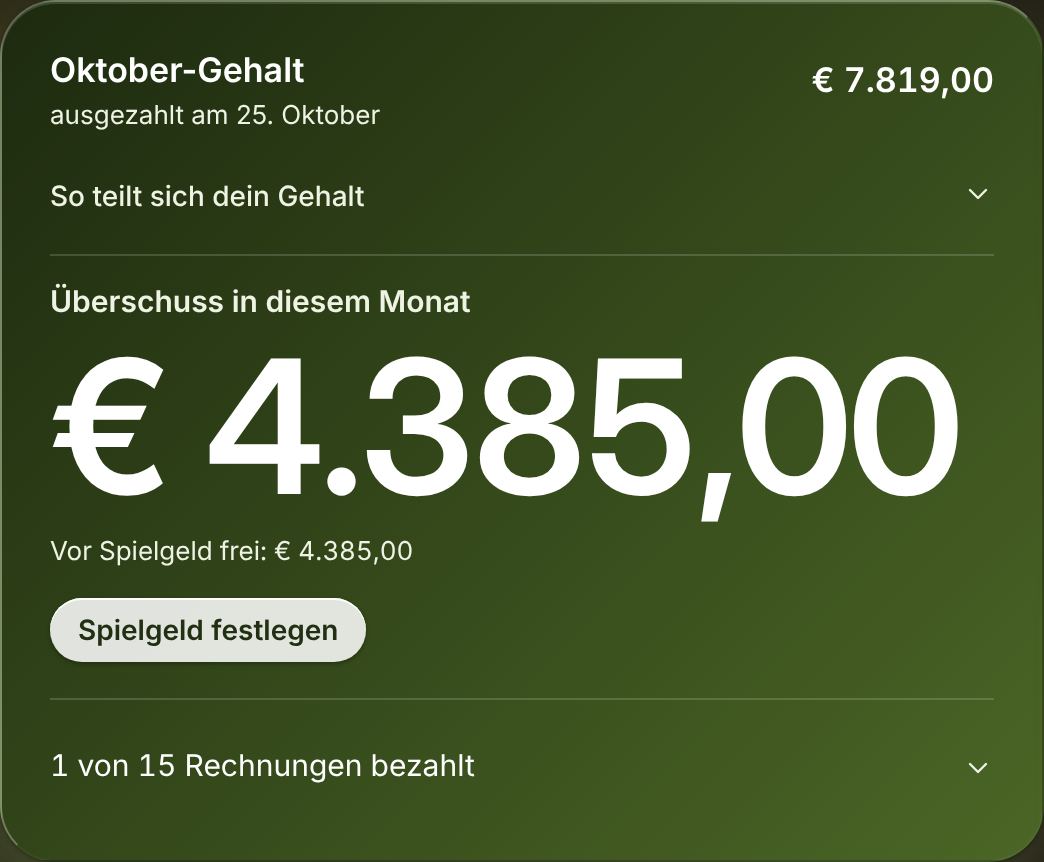 Oktober-Gehalt
€ 7.819,00
ausgezahlt am 25. Oktober
So teilt sich dein Gehalt
Überschuss in diesem Monat
€ 4.385,00
Vor Spielgeld frei: € 4.385,00
Spielgeld festlegen
1 von 15 Rechnungen bezahlt